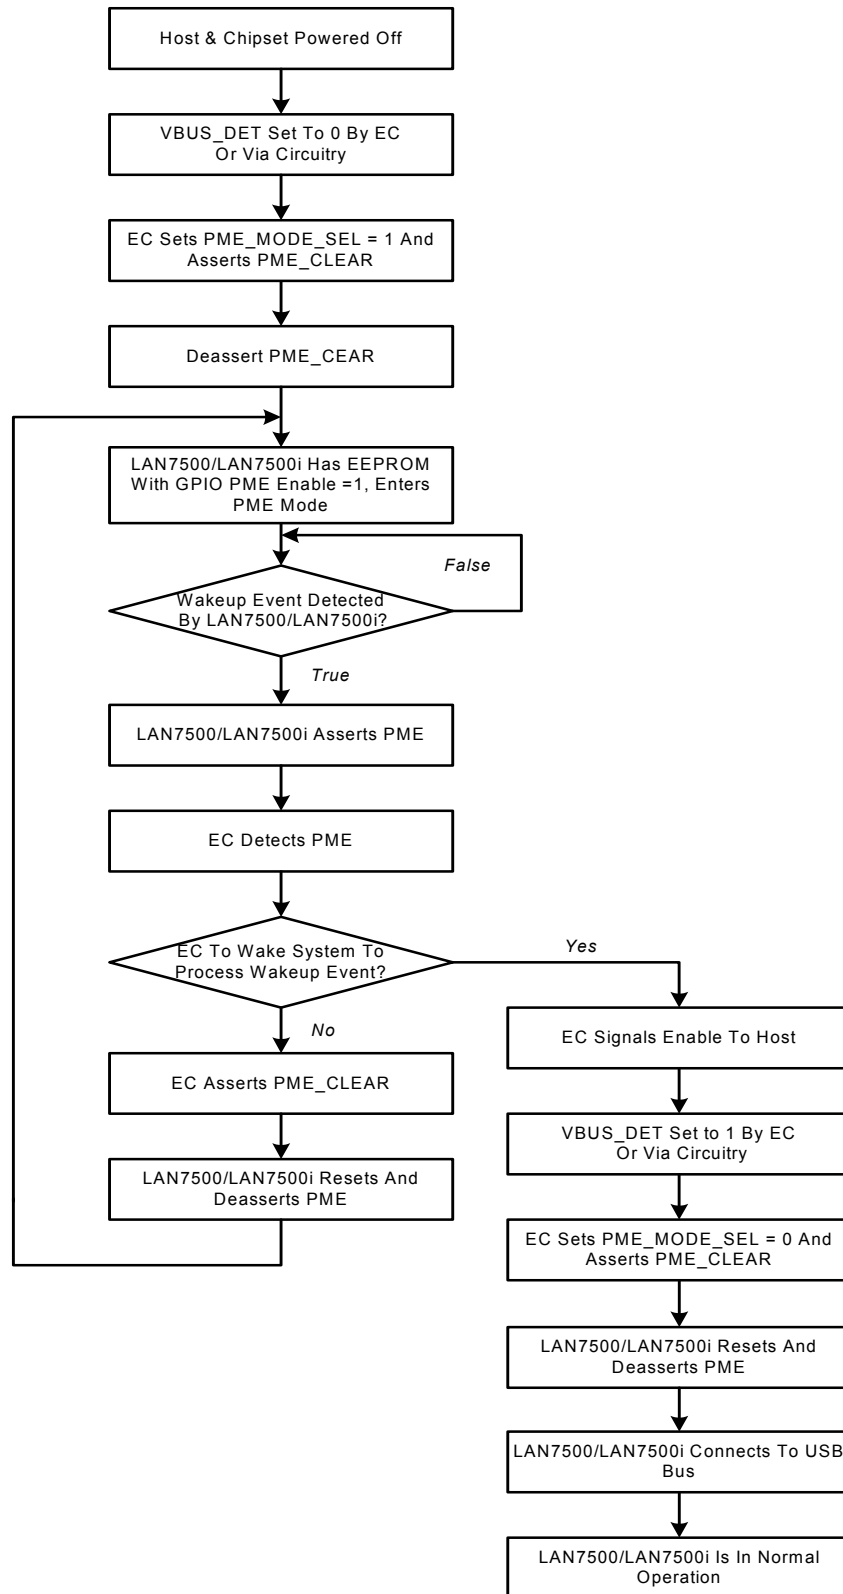 Host & Chipset Powered Off
VBUS_DET Set To 0 By EC
Or Via Circuitry
EC Sets PME_MODE_SEL = 1 And
Asserts PME_CLEAR
Deassert PME_CEAR
LAN7500/LAN7500i Has EEPROM
With GPIO PME Enable =1, Enters
PME Mode
False
Wakeup Event Detected
By LAN7500/LAN7500i?
True
LAN7500/LAN7500i Asserts PME
EC Detects PME
EC To Wake System To
Process Wakeup Event?
Yes
No
EC Asserts PME_CLEAR
LAN7500/LAN7500i Resets And
Deasserts PME
EC Signals Enable To Host
VBUS_DET Set to 1 By EC
Or Via Circuitry
EC Sets PME_MODE_SEL = 0 And
Asserts PME_CLEAR
LAN7500/LAN7500i Resets And
Deasserts PME
LAN7500/LAN7500i Connects To USB
Bus
LAN7500/LAN7500i Is In Normal
Operation